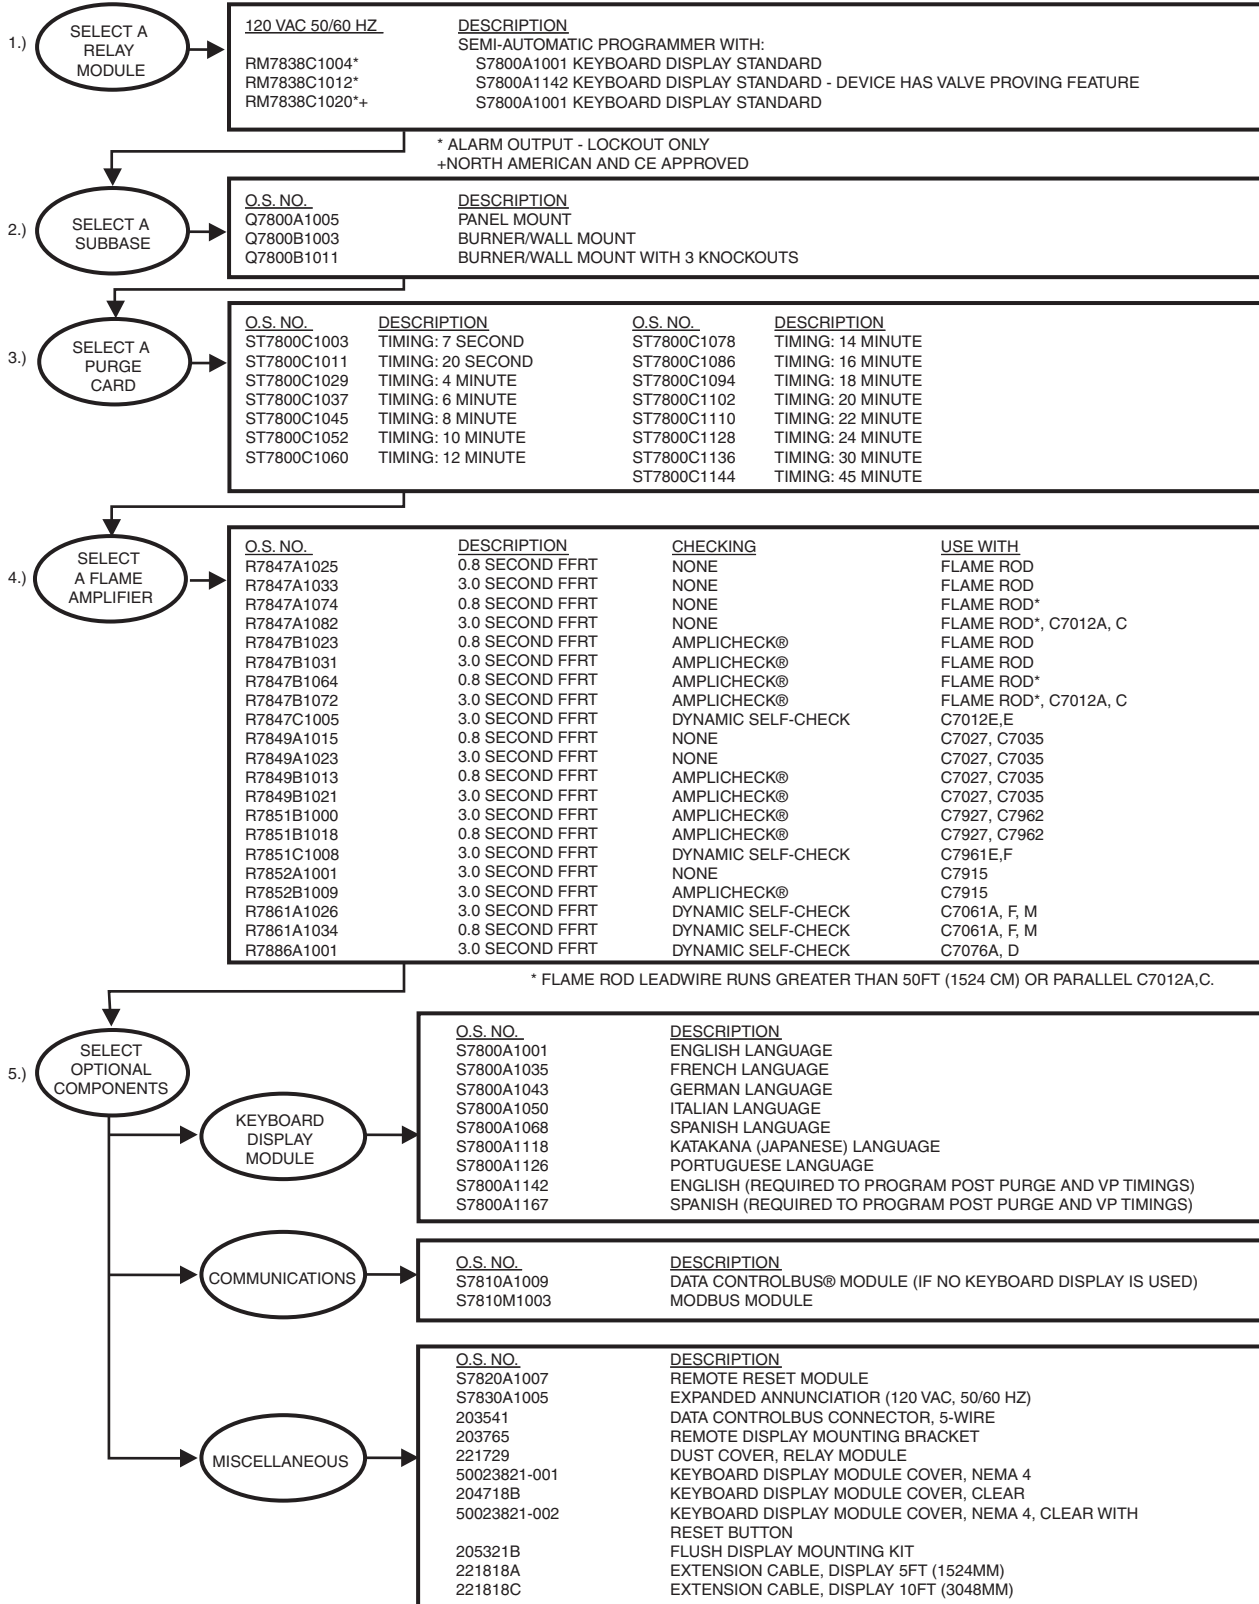 1.) SELECT A
RELAY
MODULE
120 VAC 50/60 HZ DESCRIPTION
SEMI-AUTOMATIC PROGRAMMER WITH:
RM7838C1004* S7800A1001 KEYBOARD DISPLAY STANDARD
RM7838C1012* S7800A1142 KEYBOARD DISPLAY STANDARD - DEVICE HAS VALVE PROVING FEATURE
RM7838C1020*+ S7800A1001 KEYBOARD DISPLAY STANDARD
* ALARM OUTPUT - LOCKOUT ONLY
+NORTH AMERICAN AND CE APPROVED
2.) SELECT A
SUBBASE
O.S. NO. DESCRIPTION
Q7800A1005 PANEL MOUNT
Q7800B1003 BURNER/WALL MOUNT
Q7800B1011 BURNER/WALL MOUNT WITH 3 KNOCKOUTS
3.) SELECT A
PURGE
CARD
O.S. NO. DESCRIPTION O.S. NO. DESCRIPTION
ST7800C1003 TIMING: 7 SECOND ST7800C1078 TIMING: 14 MINUTE
ST7800C1011 TIMING: 20 SECOND ST7800C1086 TIMING: 16 MINUTE
ST7800C1029 TIMING: 4 MINUTE ST7800C1094 TIMING: 18 MINUTE
ST7800C1037 TIMING: 6 MINUTE ST7800C1102 TIMING: 20 MINUTE
ST7800C1045 TIMING: 8 MINUTE ST7800C1110 TIMING: 22 MINUTE
ST7800C1052 TIMING: 10 MINUTE ST7800C1128 TIMING: 24 MINUTE
ST7800C1060 TIMING: 12 MINUTE ST7800C1136 TIMING: 30 MINUTE
ST7800C1144 TIMING: 45 MINUTE
4.) SELECT
A FLAME
AMPLIFIER
O.S. NO. DESCRIPTION CHECKING USE WITH
R7847A1025 0.8 SECOND FFRT NONE FLAME ROD
R7847A1033 3.0 SECOND FFRT NONE FLAME ROD
R7847A1074 0.8 SECOND FFRT NONE FLAME ROD*
R7847A1082 3.0 SECOND FFRT NONE FLAME ROD*, C7012A, C
R7847B1023 0.8 SECOND FFRT AMPLICHECK® FLAME ROD
R7847B1031 3.0 SECOND FFRT AMPLICHECK® FLAME ROD
R7847B1064 0.8 SECOND FFRT AMPLICHECK® FLAME ROD*
R7847B1072 3.0 SECOND FFRT AMPLICHECK® FLAME ROD*, C7012A, C
R7847C1005 3.0 SECOND FFRT DYNAMIC SELF-CHECK C7012E,E
R7849A1015 0.8 SECOND FFRT NONE C7027, C7035
R7849A1023 3.0 SECOND FFRT NONE C7027, C7035
R7849B1013 0.8 SECOND FFRT AMPLICHECK® C7027, C7035
R7849B1021 3.0 SECOND FFRT AMPLICHECK® C7027, C7035
R7851B1000 3.0 SECOND FFRT AMPLICHECK® C7927, C7962
R7851B1018 0.8 SECOND FFRT AMPLICHECK® C7927, C7962
R7851C1008 3.0 SECOND FFRT DYNAMIC SELF-CHECK C7961E,F
R7852A1001 3.0 SECOND FFRT NONE C7915
R7852B1009 3.0 SECOND FFRT AMPLICHECK® C7915
R7861A1026 3.0 SECOND FFRT DYNAMIC SELF-CHECK C7061A, F, M
R7861A1034 0.8 SECOND FFRT DYNAMIC SELF-CHECK C7061A, F, M
R7886A1001 3.0 SECOND FFRT DYNAMIC SELF-CHECK C7076A, D
* FLAME ROD LEADWIRE RUNS GREATER THAN 50FT (1524 CM) OR PARALLEL C7012A,C.
5.) SELECT
OPTIONAL
COMPONENTS
KEYBOARD
DISPLAY
MODULE
O.S. NO. DESCRIPTION
S7800A1001 ENGLISH LANGUAGE
S7800A1035 FRENCH LANGUAGE
S7800A1043 GERMAN LANGUAGE
S7800A1050 ITALIAN LANGUAGE
S7800A1068 SPANISH LANGUAGE
S7800A1118 KATAKANA (JAPANESE) LANGUAGE
S7800A1126 PORTUGUESE LANGUAGE
S7800A1142 ENGLISH (REQUIRED TO PROGRAM POST PURGE AND VP TIMINGS)
S7800A1167 SPANISH (REQUIRED TO PROGRAM POST PURGE AND VP TIMINGS)
COMMUNICATIONS
O.S. NO. DESCRIPTION
S7810A1009 DATA CONTROLBUS® MODULE (IF NO KEYBOARD DISPLAY IS USED)
S7810M1003 MODBUS MODULE
MISCELLANEOUS
O.S. NO. DESCRIPTION
S7820A1007 REMOTE RESET MODULE
S7830A1005 EXPANDED ANNUNCIATIOR (120 VAC, 50/60 HZ)
203541 DATA CONTROLBUS CONNECTOR, 5-WIRE
203765 REMOTE DISPLAY MOUNTING BRACKET
221729 DUST COVER, RELAY MODULE
50023821-001 KEYBOARD DISPLAY MODULE COVER, NEMA 4
204718B KEYBOARD DISPLAY MODULE COVER, CLEAR
50023821-002 KEYBOARD DISPLAY MODULE COVER, NEMA 4, CLEAR WITH
RESET BUTTON
205321B FLUSH DISPLAY MOUNTING KIT
221818A EXTENSION CABLE, DISPLAY 5FT (1524MM)
221818C EXTENSION CABLE, DISPLAY 10FT (3048MM)